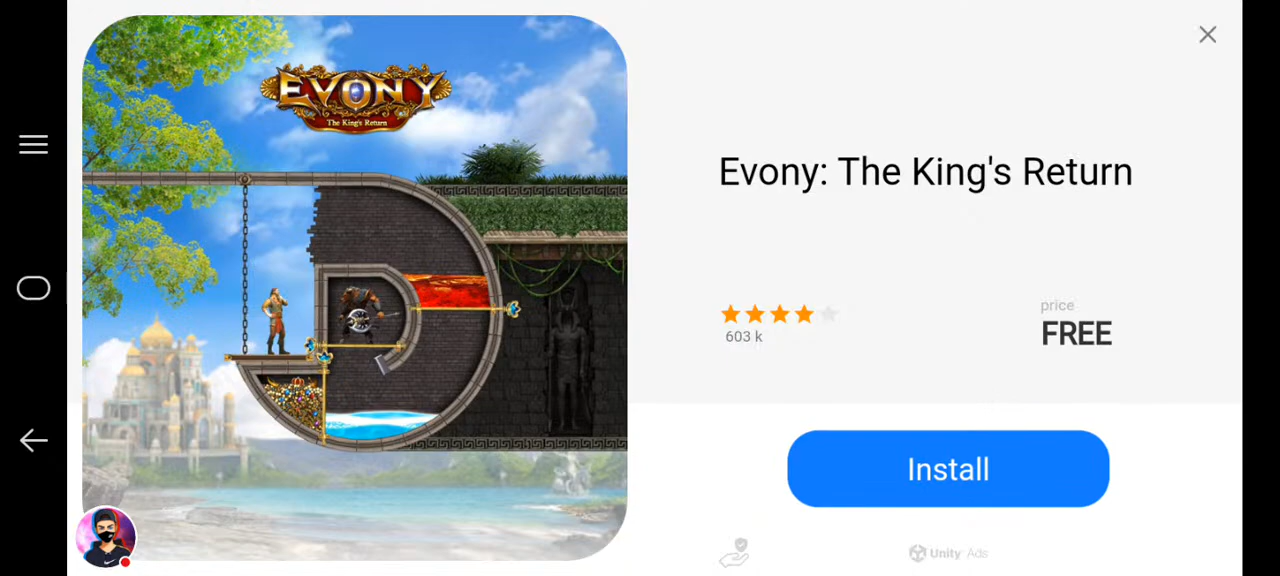 EVONY
The King's Return
Evony: The King's Return
603 k
price
FREE
Install
Unity Ads